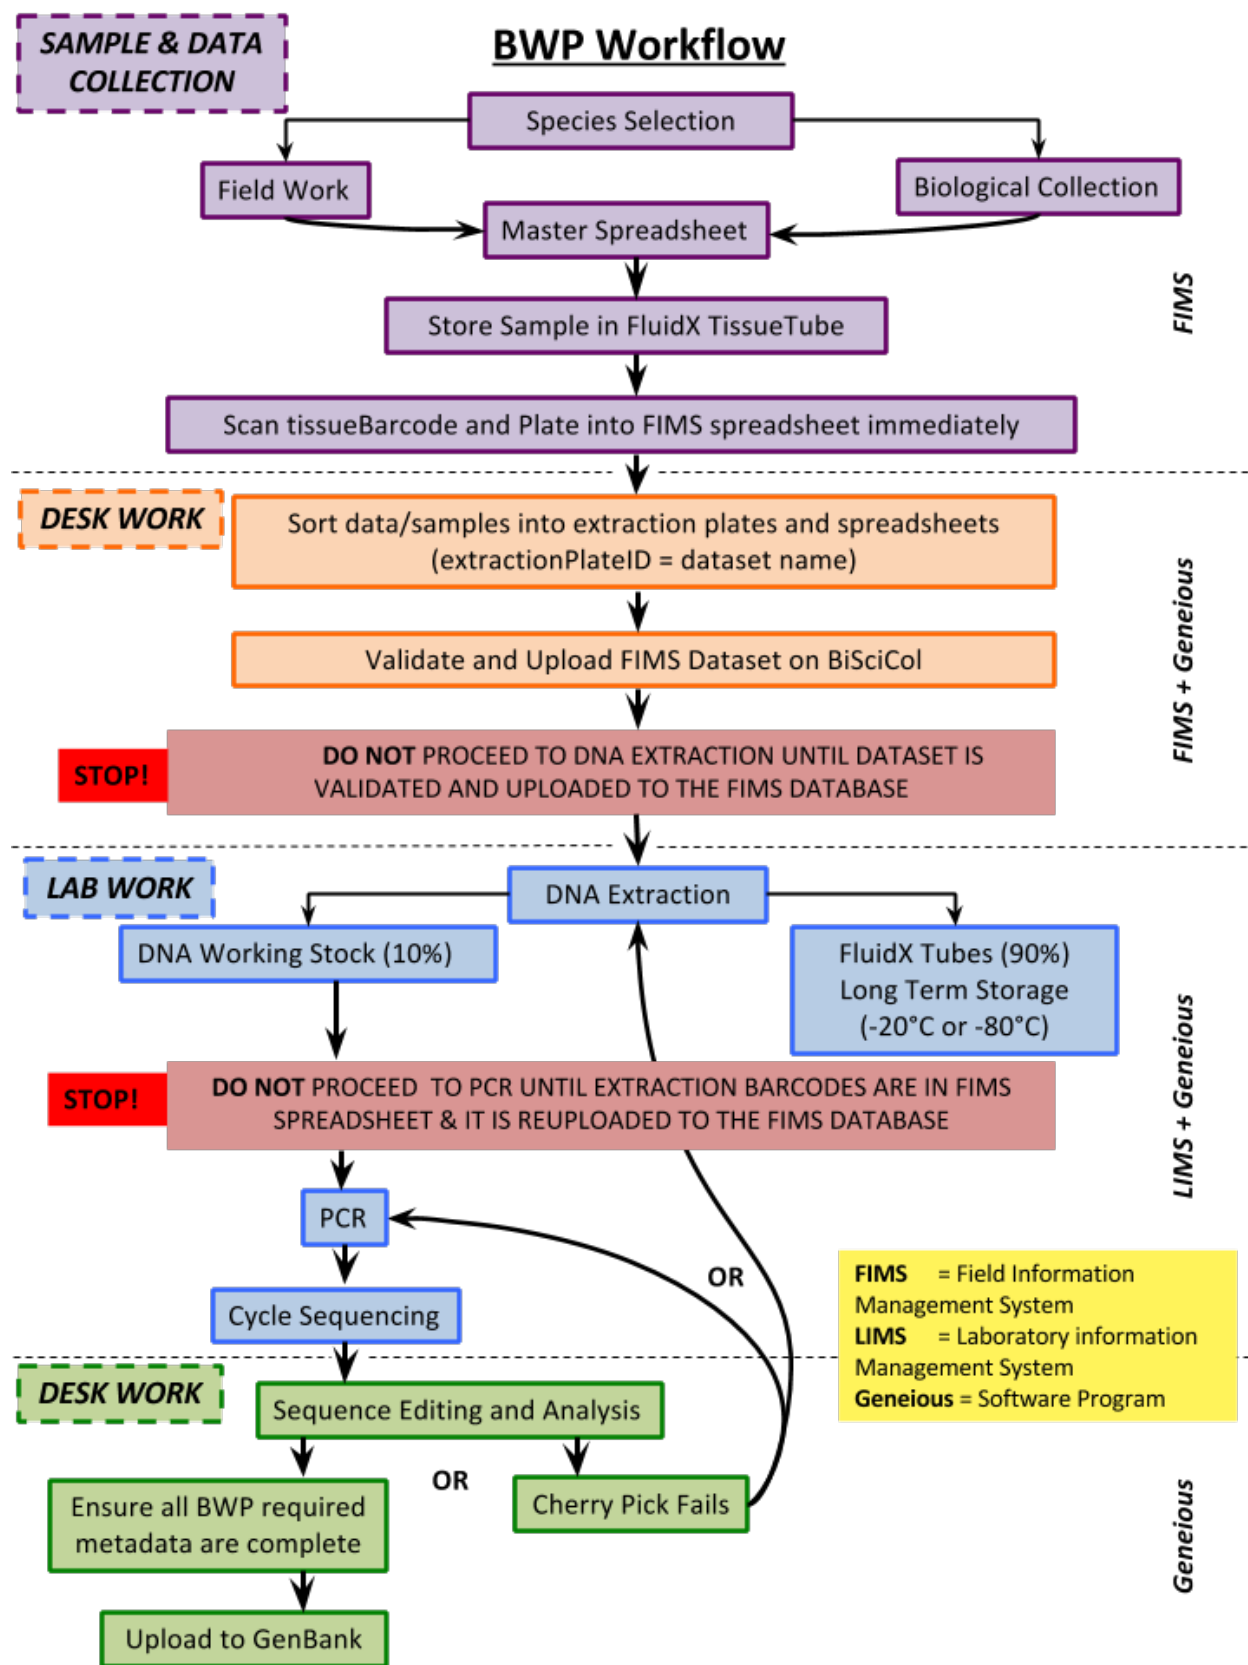 SAMPLE & DATA
COLLECTION
BWP Workflow
Species Selection
Field Work
Biological Collection
Master Spreadsheet
Store Sample in FluidX TissueTube
Scan tissueBarcode and Plate into FIMS spreadsheet immediately
FIMS
DESK WORK
Sort data/samples into extraction plates and spreadsheets
(extractionPlateID = dataset name)
Validate and Upload FIMS Dataset on BiSciCol
STOP!
DO NOT PROCEED TO DNA EXTRACTION UNTIL DATASET IS
VALIDATED AND UPLOADED TO THE FIMS DATABASE
FIMS + Geneious
LAB WORK
DNA Extraction
DNA Working Stock (10%)
FluidX Tubes (90%)
Long Term Storage
(-20°C or -80°C)
STOP!
DO NOT PROCEED TO PCR UNTIL EXTRACTION BARCODES ARE IN FIMS
SPREADSHEET & IT IS REUPLOADED TO THE FIMS DATABASE
LIMS + Geneious
PCR
OR
Cycle Sequencing
FIMS = Field Information
Management System
LIMS = Laboratory information
Management System
Geneious = Software Program
DESK WORK
Sequence Editing and Analysis
OR
Cherry Pick Fails
Ensure all BWP required
metadata are complete
Upload to GenBank
Geneious